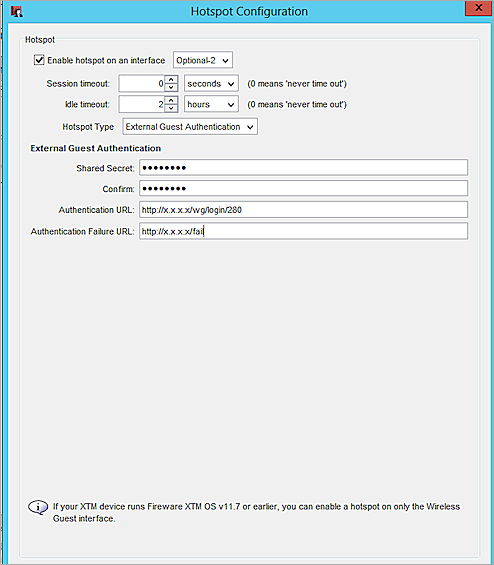 Hotspot Configuration
Hotspot
Enable hotspot on an interface Optional-2
Session timeout: 0 seconds (0 means 'never time out')
Idle timeout: 2 hours (0 means 'never time out')
Hotspot Type External Guest Authentication
External Guest Authentication
Shared Secret: ●●●●●●●●
Confirm: ●●●●●●●●
Authentication URL: http://x.x.x.x/wg/login/280
Authentication Failure URL: http://x.x.x.x/fail
If your XTM device runs Fireware XTM OS v11.7 or earlier, you can enable a hotspot on only the Wireless
Guest interface.